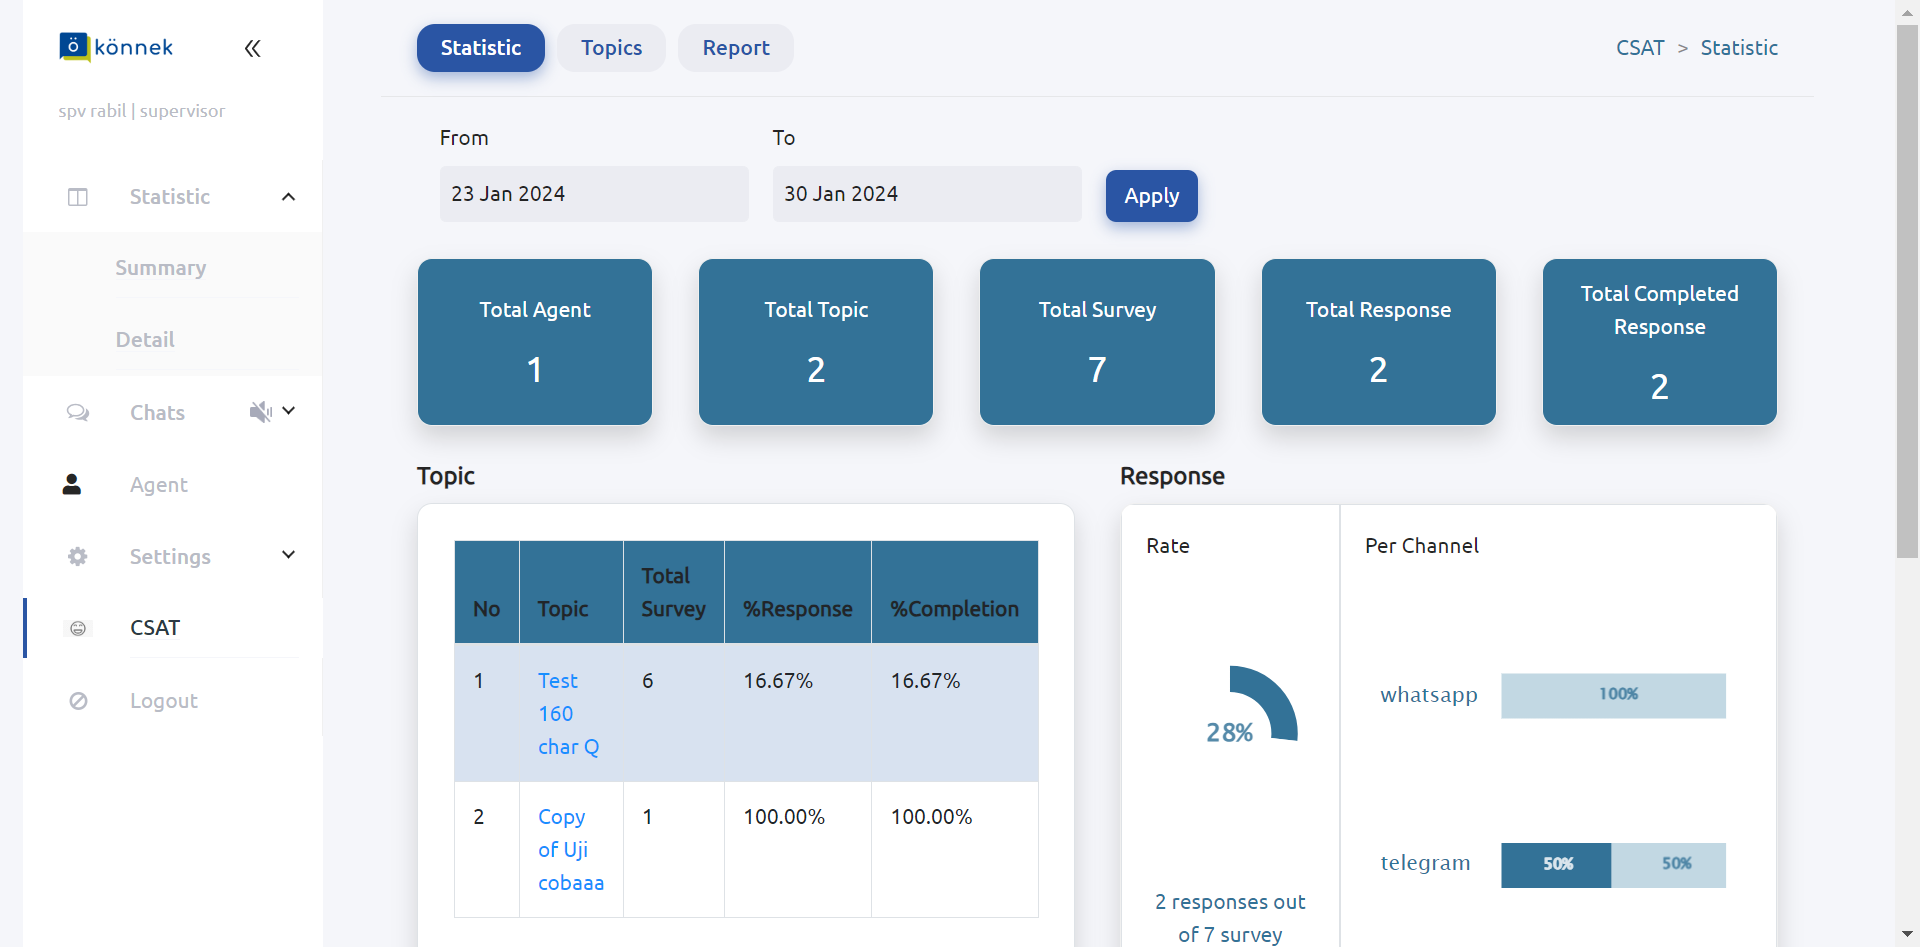 ö könnek
spv rabil | supervisor
Statistic
Summary
Detail
Chats
Agent
Settings
CSAT
Logout
Statistic Topics Report
CSAT > Statistic
From To
23 Jan 2024 30 Jan 2024 Apply
Total Agent
1
Total Topic
2
Total Survey
7
Total Response
2
Total Completed
Response
2
Topic
No Topic Total Survey %Response %Completion
1 Test 160 char Q 6 16.67% 16.67%
2 Copy of Uji cobaaa 1 100.00% 100.00%
Response
Rate
28%
2 responses out
of 7 survey
Per Channel
whatsapp 100%
telegram 50% 50%